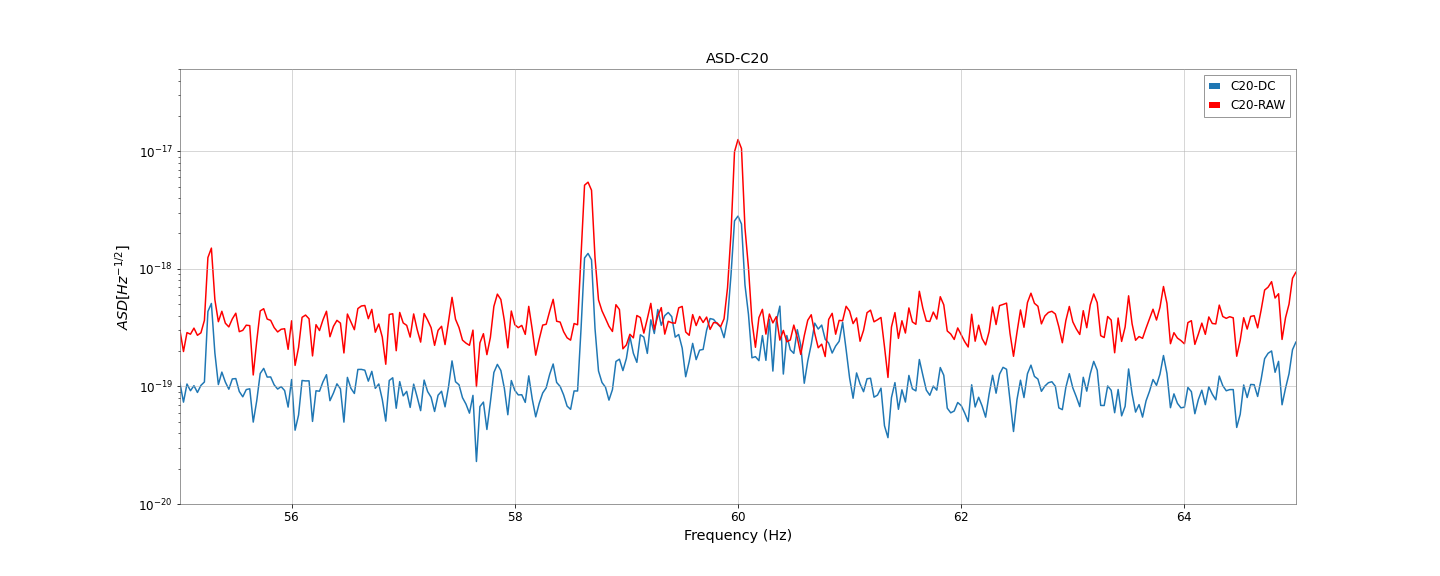 ASD-C20
C20-DC
C20-RAW
10⁻¹⁷
10⁻¹⁸
10⁻¹⁹
10⁻²⁰
ASD[Hz⁻¹/²]
56 58 60 62 64
Frequency (Hz)